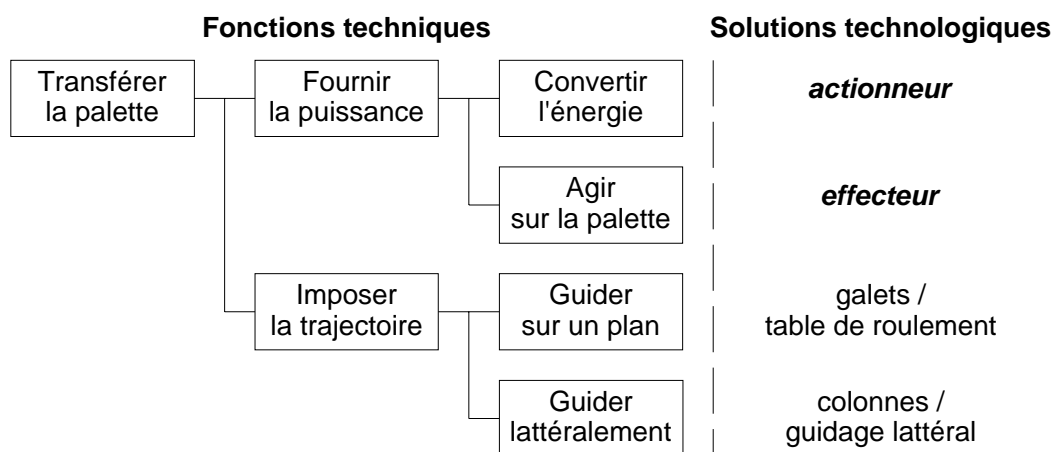 Fonctions techniques
Solutions technologiques
Transférer
la palette
Fournir
la puissance
Convertir
l'énergie
actionneur
Agir
sur la palette
effecteur
Imposer
la trajectoire
Guider
sur un plan
galets /
table de roulement
Guider
lattéralement
colonnes /
guidage lattéral